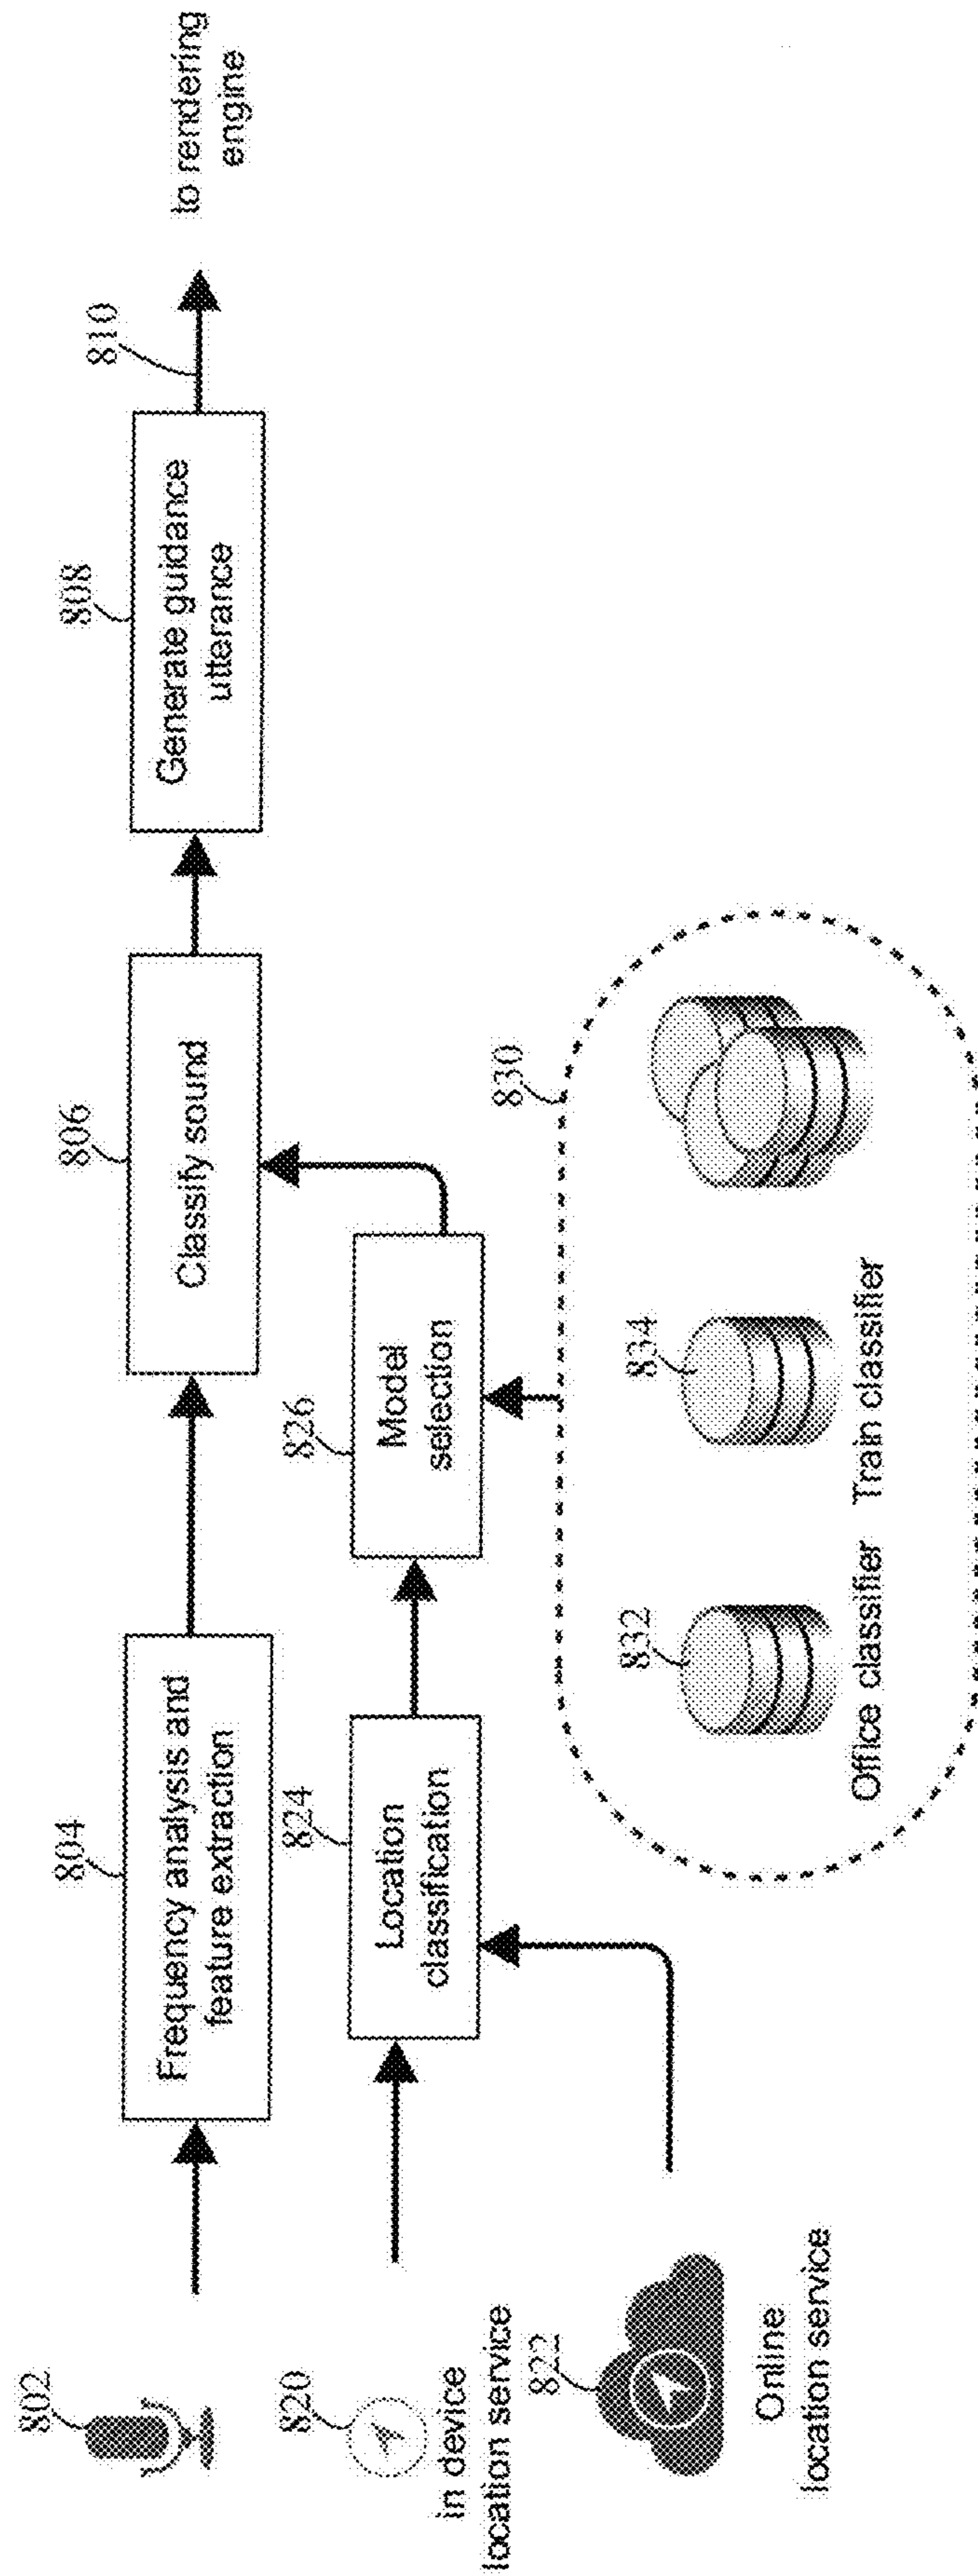 802
804
Frequency analysis and
feature extraction
806
Classify sound
808
Generate guidance
utterance
810
to rendering
engine
820
in device
location service
824
Location
classification
826
Model
selection
822
Online
location service
830
832
Office classifier
834
Train classifier